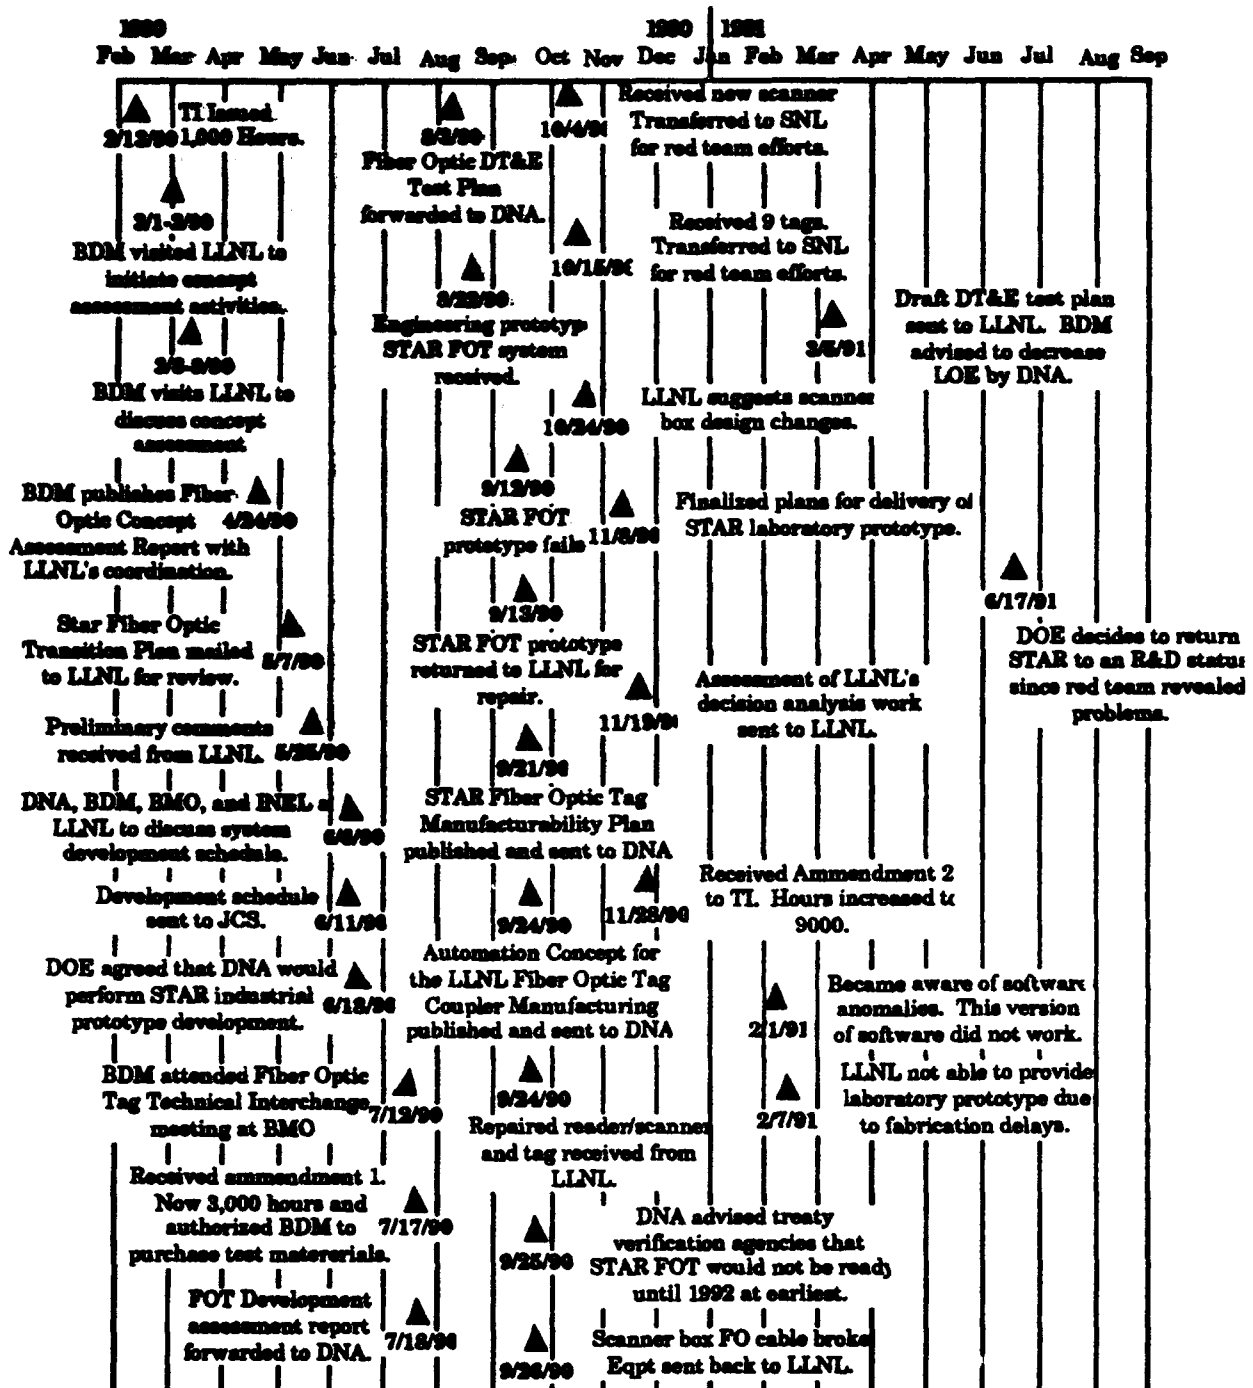 1990
1990 1991
Feb Mar Apr May Jun Jul Aug Sep Oct Nov Dec Jan Feb Mar Apr May Jun Jul Aug Sep
TI Issued
2/12/90 1,000 Hours.
BDM visited LLNL to
initiate concept
assessment activities.
BDM visits LLNL to
discuss concept
assessment
BDM publishes Fiber
Optic Concept 4/24/90
Assessment Report with
LLNL's coordination.
Star Fiber Optic
Transition Plan mailed 5/7/90
to LLNL for review.
Preliminary comments
received from LLNL. 5/25/90
DNA, BDM, BMO, and INEL a
LLNL to discuss system 6/6/90
development schedule.
Development schedule
sent to JCS. 6/11/90
DOE agreed that DNA would
perform STAR industrial 6/18/90
prototype development.
BDM attended Fiber Optic
Tag Technical Interchange 7/12/90
meeting at BMO
Received ammendment 1.
Now 3,000 hours and
authorized BDM to 7/17/90
purchase test matererials.
FOT Development
assessment report
forwarded to DNA. 7/18/90
Fiber Optic DT&E
Test Plan
forwarded to DNA.
8/22/90
Engineering prototyp
STAR FOT system
received.
9/12/90
STAR FOT
prototype fails
9/13/90
STAR FOT prototype
returned to LLNL for
repair.
9/21/90
STAR Fiber Optic Tag
Manufacturability Plan
published and sent to DNA
9/24/90
Automation Concept for
the LLNL Fiber Optic Tag
Coupler Manufacturing
published and sent to DNA
9/24/90
Repaired reader/scanner
and tag received from
LLNL.
9/25/90
DNA advised treaty
verification agencies that
STAR FOT would not be ready
until 1992 at earliest.
9/26/90
Scanner box FO cable broke
Eqpt sent back to LLNL.
10/4/90
Received new scanner
Transferred to SNL
for red team efforts.
10/15/90
Received 9 tags.
Transferred to SNL
for red team efforts.
10/24/90
LLNL suggests scanner
box design changes.
11/8/90
Finalized plans for delivery of
STAR laboratory prototype.
11/19/90
Assessment of LLNL's
decision analysis work
sent to LLNL.
11/28/90
Received Ammendment 2
to TI. Hours increased to
9000.
2/1/91
Became aware of software
anomalies. This version
of software did not work.
2/7/91
LLNL not able to provide
laboratory prototype due
to fabrication delays.
3/5/91
Draft DT&E test plan
sent to LLNL. BDM
advised to decrease
LOE by DNA.
6/17/91
DOE decides to return
STAR to an R&D status
since red team revealed
problems.